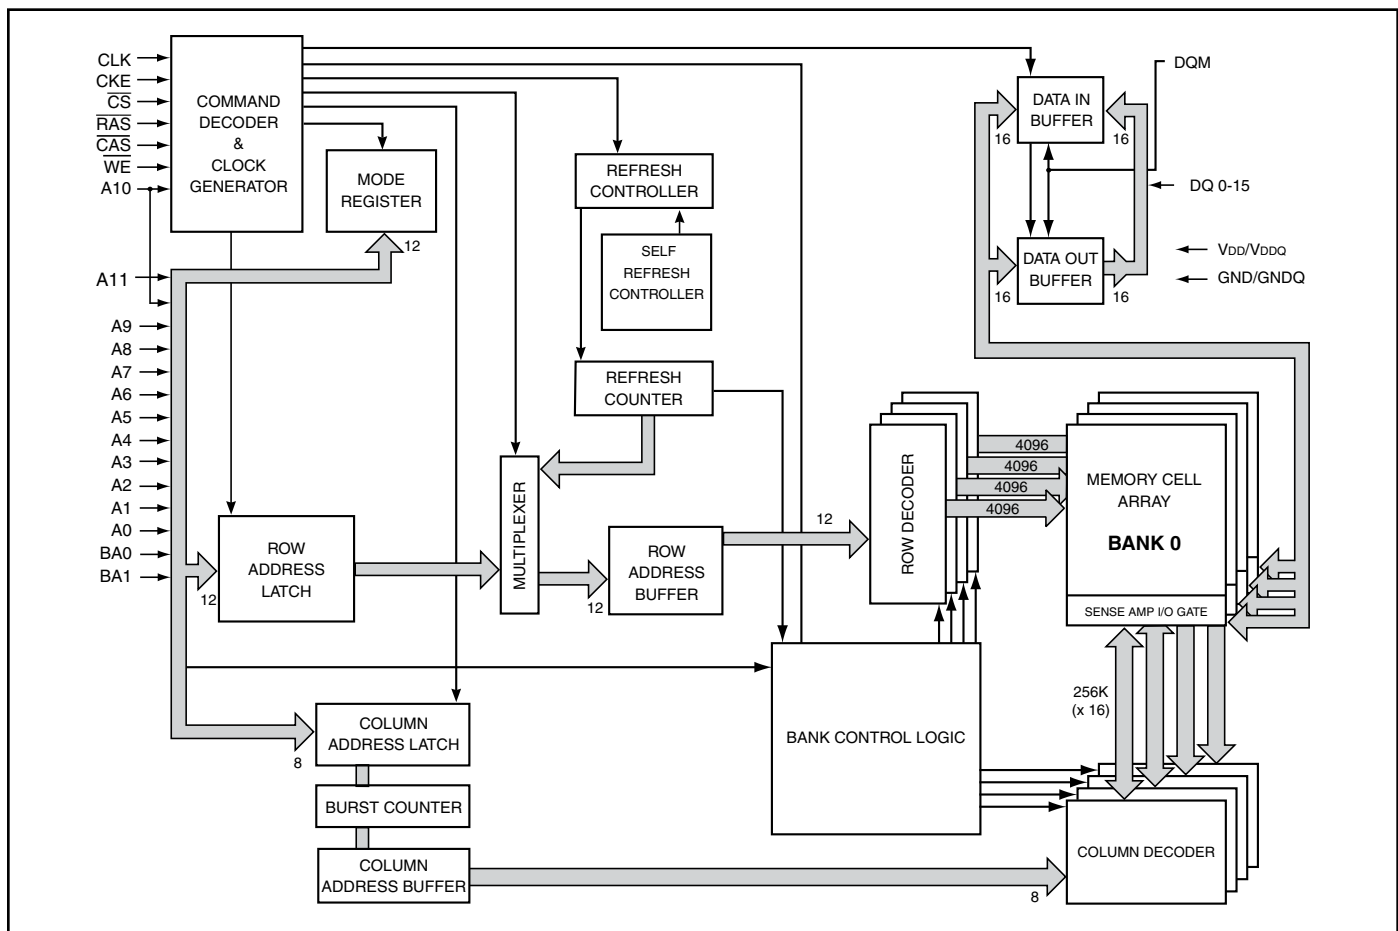 CLK
CKE
CS
RAS
CAS
WE
A10
A11
A9
A8
A7
A6
A5
A4
A3
A2
A1
A0
BA0
BA1
COMMAND
DECODER
&
CLOCK
GENERATOR
MODE
REGISTER
12
REFRESH
CONTROLLER
SELF
REFRESH
CONTROLLER
REFRESH
COUNTER
DATA IN
BUFFER
16
16
DQM
DQ 0-15
DATA OUT
BUFFER
16
16
VDD/VDDQ
GND/GNDQ
12
ROW
ADDRESS
LATCH
MULTIPLEXER
12
ROW
ADDRESS
BUFFER
12
ROW DECODER
4096
4096
4096
4096
MEMORY CELL
ARRAY
BANK 0
SENSE AMP I/O GATE
256K
(x 16)
BANK CONTROL LOGIC
8
COLUMN
ADDRESS LATCH
BURST COUNTER
COLUMN
ADDRESS BUFFER
8
COLUMN DECODER